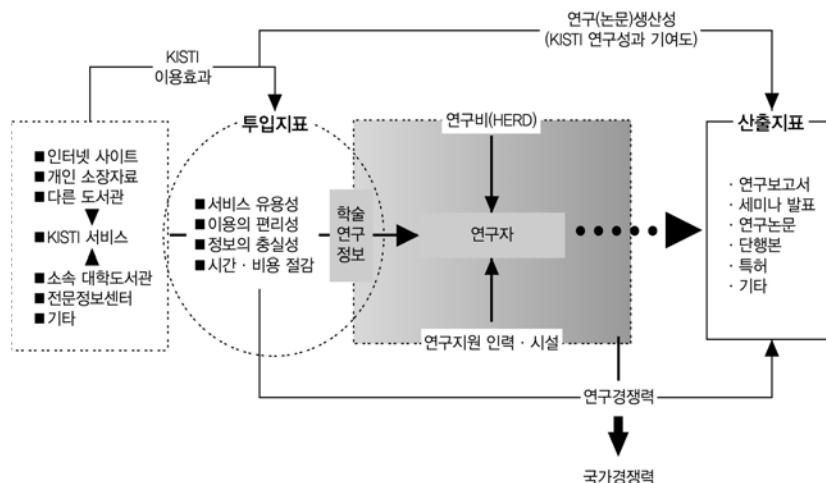 연구(논문)생산성
(KISTI 연구성과 기여도)
KISTI
이용효과
투입지표
연구비(HERD)
산출지표
■인터넷 사이트
■개인 소장자료
■다른 도서관
■KISTI 서비스
■소속 대학도서관
■전문정보센터
■기타
■서비스 유용성
■이용의 편리성
■정보의 충실성
■시간 · 비용 절감
학술
연구
정보
연구자
연구지원 인력 · 시설
· 연구보고서
· 세미나 발표
· 연구논문
· 단행본
· 특허
· 기타
연구경쟁력
국가경쟁력